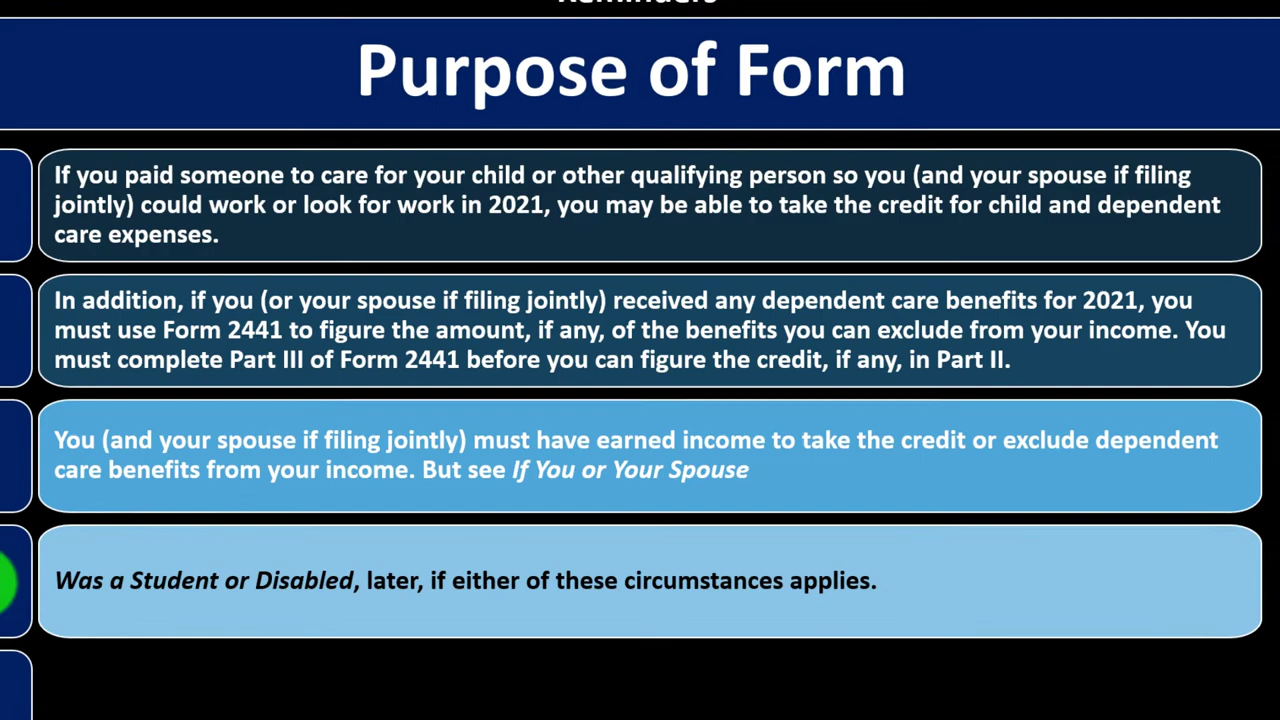 Reminders
Purpose of Form
If you paid someone to care for your child or other qualifying person so you (and your spouse if filing
jointly) could work or look for work in 2021, you may be able to take the credit for child and dependent
care expenses.
In addition, if you (or your spouse if filing jointly) received any dependent care benefits for 2021, you
must use Form 2441 to figure the amount, if any, of the benefits you can exclude from your income. You
must complete Part III of Form 2441 before you can figure the credit, if any, in Part II.
You (and your spouse if filing jointly) must have earned income to take the credit or exclude dependent
care benefits from your income. But see If You or Your Spouse
Was a Student or Disabled, later, if either of these circumstances applies.